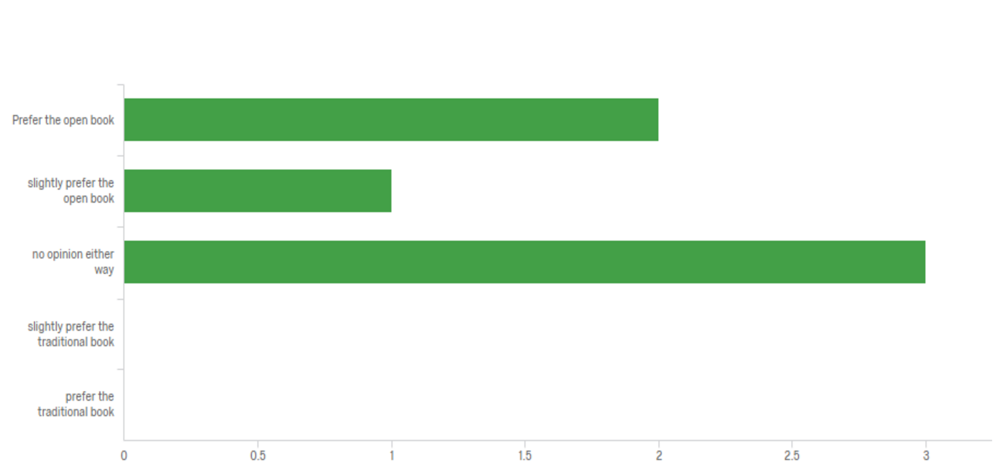 Prefer the open book
slightly prefer the
open book
no opinion either
way
slightly prefer the
traditional book
prefer the
traditional book
0 0.5 1 1.5 2 2.5 3